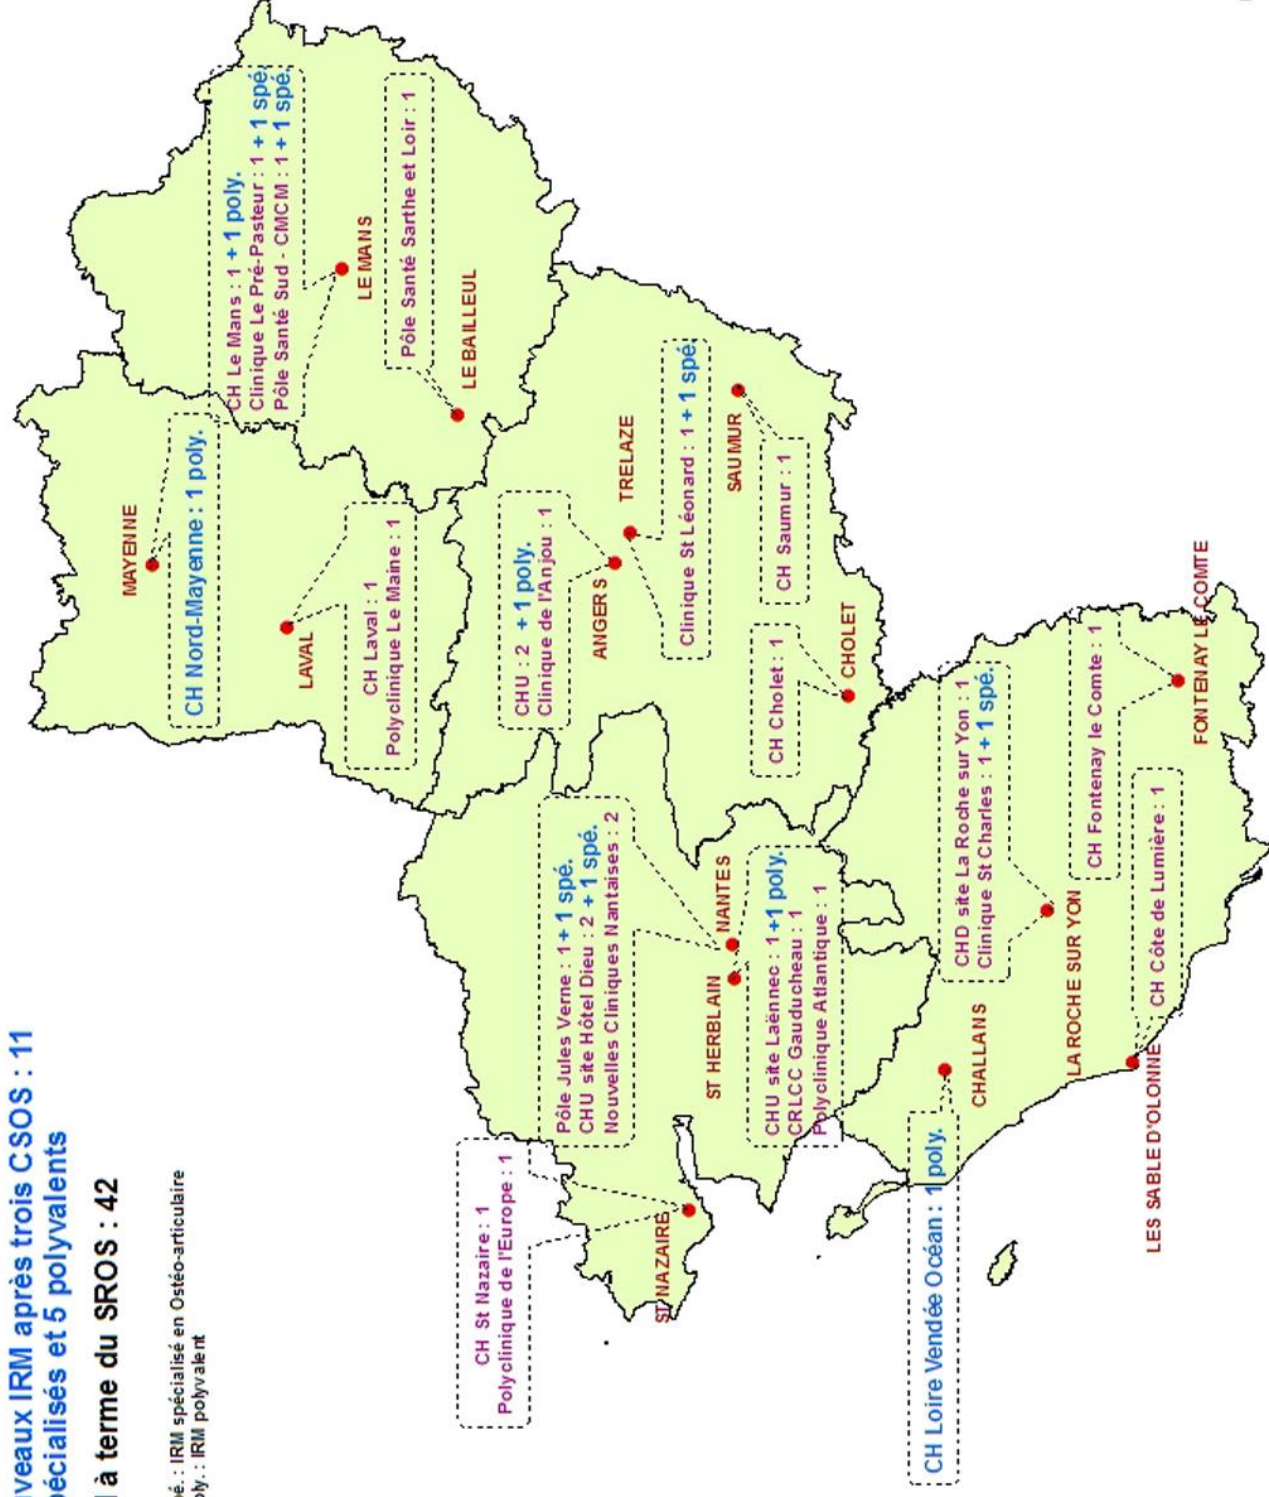 veaux IRM après trois CSOS : 11
pécialisés et 5 polyvalents
à terme du SROS : 42
pé. : IRM spécialisé en Ostéo-articulaire
oly. : IRM polyvalent
MAYENNE
CH Nord-Mayenne : 1 poly.
LAVAL
CH Laval : 1
Polyclinique Le Maine : 1
CH Le Mans : 1 + 1 poly.
Clinique Le Pré-Pasteur : 1 + 1 spé.
Pôle Santé Sud - CMCM : 1 + 1 spé.
LE MANS
Pôle Santé Sarthe et Loir : 1
LE BAILLEUL
CHU : 2 + 1 poly.
Clinique de l'Anjou : 1
ANGERS
TRELAZE
Clinique St Léonard : 1 + 1 spé.
SAUMUR
CH Saumur : 1
CH Cholet : 1
CHOLET
CH St Nazaire : 1
Polyclinique de l'Europe : 1
ST NAZAIRE
Pôle Jules Verne : 1 + 1 spé.
CHU site Hôtel Dieu : 2 + 1 spé.
Nouvelles Cliniques Nantaises : 2
ST HERBLAIN
NANTES
CHU site Laënnec : 1 +1 poly.
CRLCC Gauducheau : 1
Polyclinique Atlantique : 1
CH Loire Vendée Océan : 1 poly.
CHALLANS
CHD site La Roche sur Yon : 1
Clinique St Charles : 1 + 1 spé.
LA ROCHE SUR YON
CH Fontenay le Comte : 1
FONTENAY LE COMTE
CH Côte de Lumière : 1
LES SABLE D'OLONNE